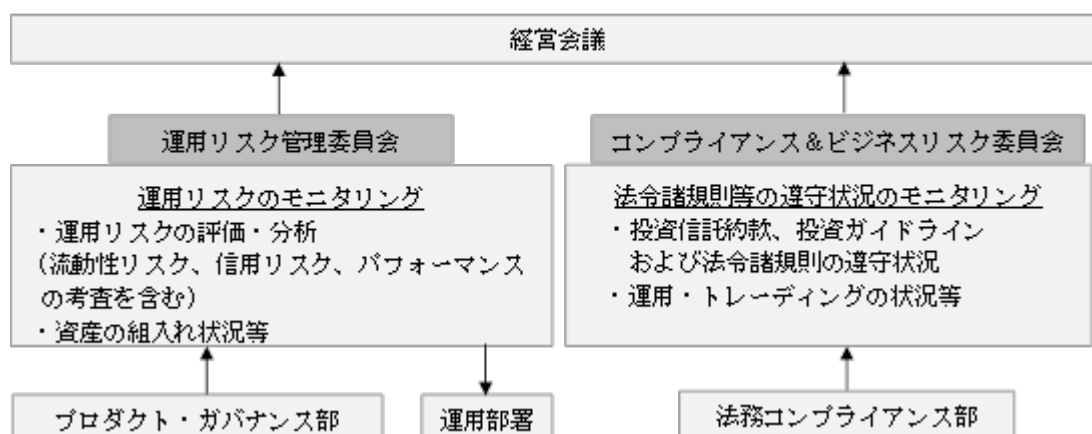 経営会議
運用リスク管理委員会
運用リスクのモニタリング
・運用リスクの評価・分析
(流動性リスク、信用リスク、パフォーマンス
の考査を含む)
・資産の組入れ状況等
コンプライアンス&ビジネスリスク委員会
法令諸規則等の遵守状況のモニタリング
・投資信託約款、投資ガイドライン
および法令諸規則の遵守状況
・運用・トレーディングの状況等
プロダクト・ガバナンス部
運用部署
法務コンプライアンス部